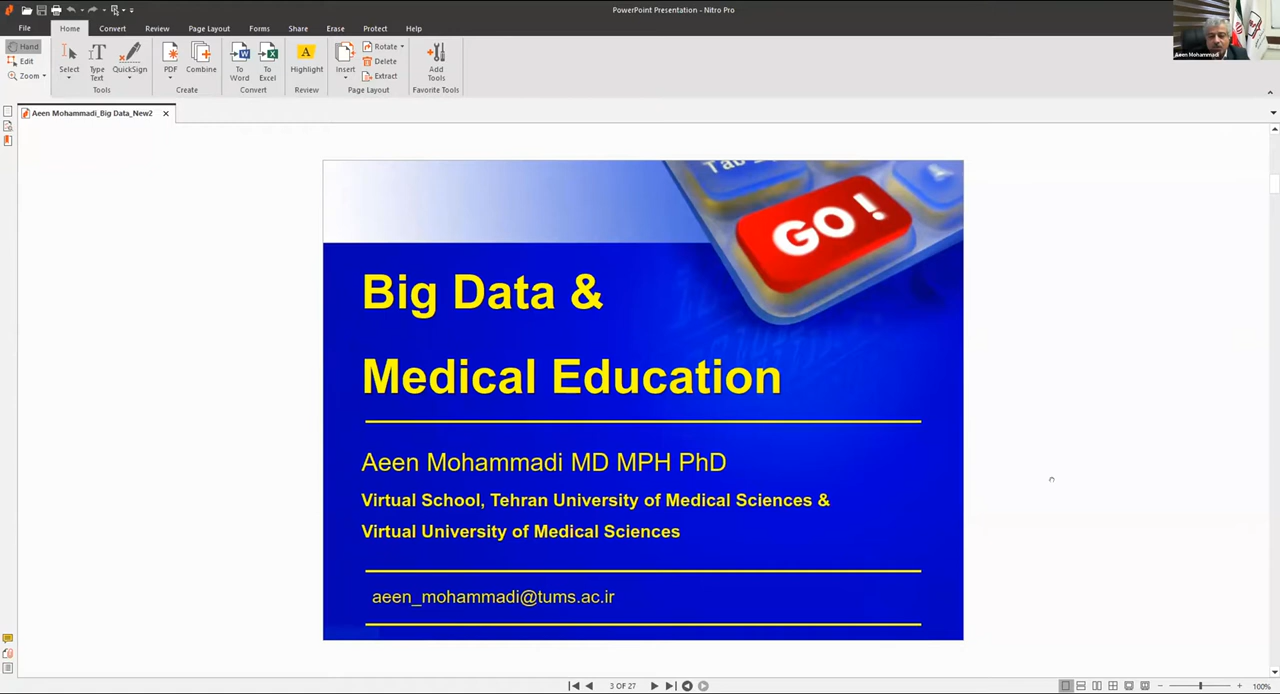 PowerPoint Presentation - Nitro Pro
File Home Convert Review Page Layout Forms Share Erase Protect Help
Hand
Edit
Zoom
Select
Type Text
QuickSign
Tools
PDF
Combine
Create
To Word
To Excel
Convert
Highlight
Review
Insert
Rotate
Delete
Extract
Page Layout
Add Tools
Favorite Tools
Aeen Mohammadi
Aeen Mohammadi_Big Data_New2
GO !
Big Data &
Medical Education
Aeen Mohammadi MD MPH PhD
Virtual School, Tehran University of Medical Sciences &
Virtual University of Medical Sciences
aeen_mohammadi@tums.ac.ir
3 OF 27
100%